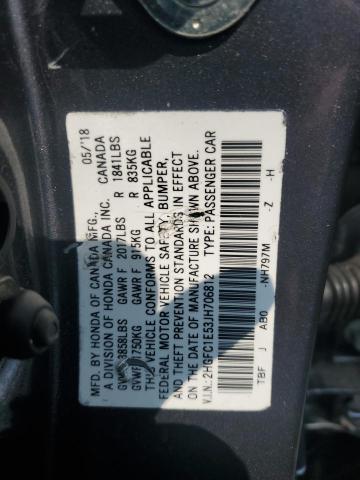 MFD. BY HONDA OF CANADA MFG., 05/'18
A DIVISION OF HONDA CANADA INC. CANADA
GVWR 3858LBS GAWR F 2017LBS R 1841LBS
GVWR 1750KG GAWR F 915KG R 835KG
THIS VEHICLE CONFORMS TO ALL APPLICABLE
FEDERAL MOTOR VEHICLE SAFETY, BUMPER,
AND THEFT PREVENTION STANDARDS IN EFFECT
ON THE DATE OF MANUFACTURE SHOWN ABOVE.
V.I.N.: 2HGFC1E53JH706812 TYPE: PASSENGER CAR
TBF J AB0 -NH797M -Z -H